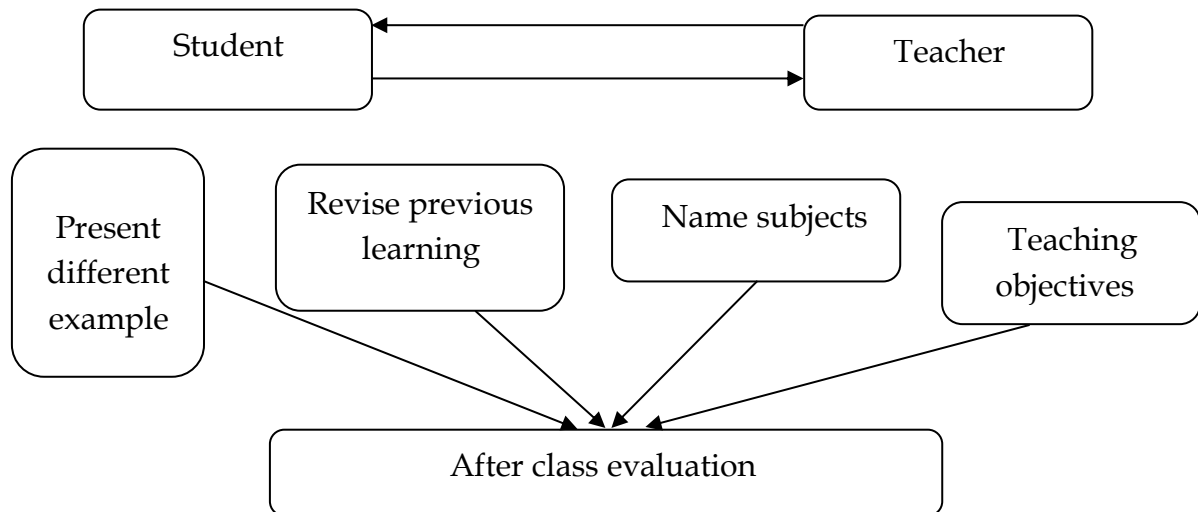 Student
Teacher
Present
different
example
Revise previous
learning
Name subjects
Teaching
objectives
After class evaluation